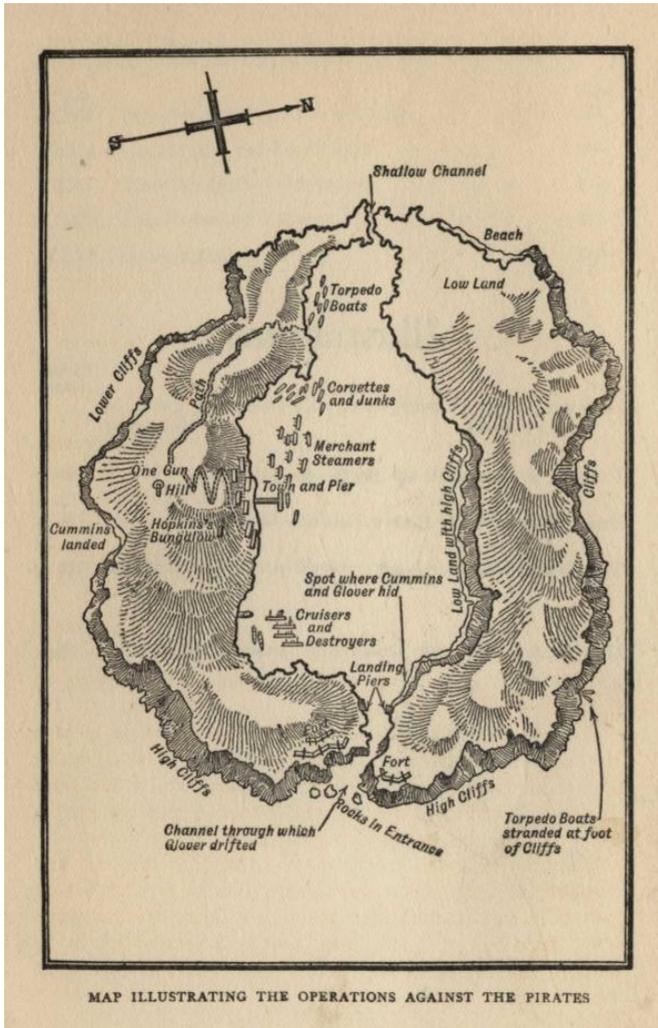 N
S
Shallow Channel
Beach
Low Land
Torpedo
Boats
Lower Cliffs
Path
Corvettes
and Junks
Merchant
Steamers
One Gun
Hill
Town and Pier
Hopkins's
Bungalow
Cliffs
Low Land with high Cliffs
Cummins
landed
Spot where Cummins
and Glover hid
Cruisers
and
Destroyers
Landing
Piers
Fort
Fort
High Cliffs
High Cliffs
Rocks in Entrance
Channel through which
Glover drifted
Torpedo Boats
stranded at foot
of Cliffs
MAP ILLUSTRATING THE OPERATIONS AGAINST THE PIRATES